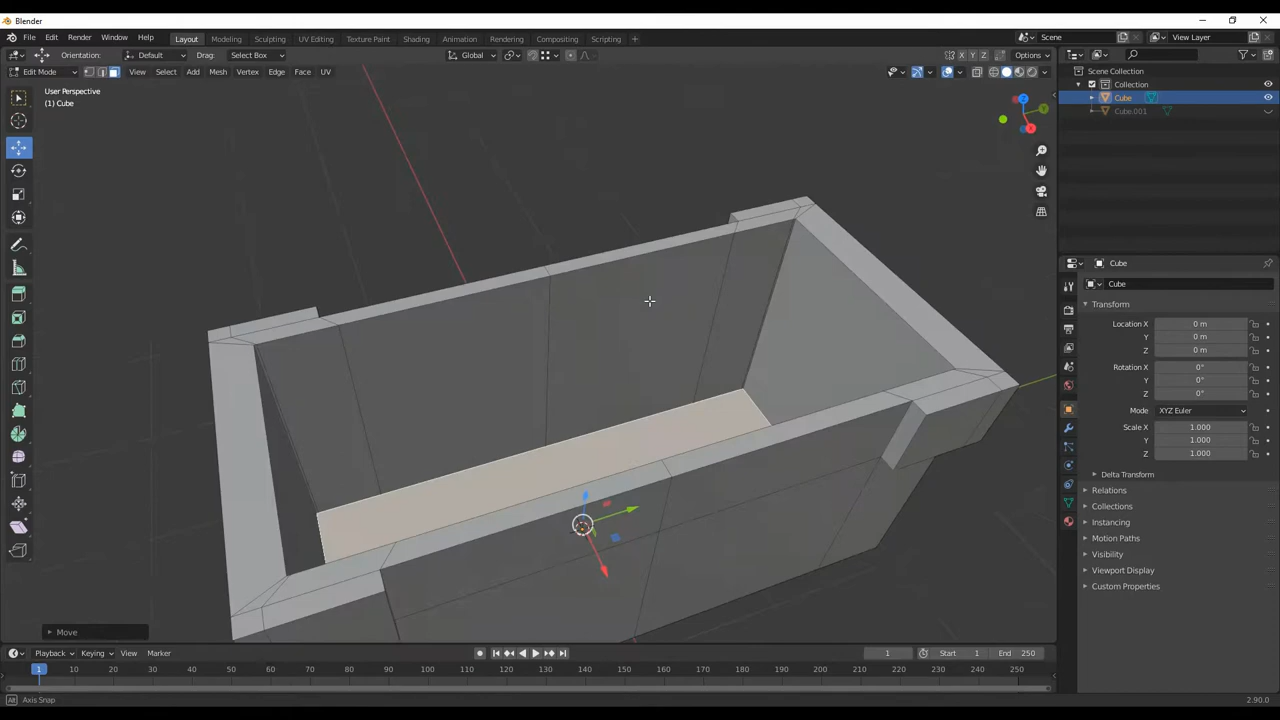 Blender
File Edit Render Window Help Layout Modeling Sculpting UV Editing Texture Paint Shading Animation Rendering Compositing Scripting + Scene View Layer
Orientation: Default Drag: Select Box Global X Y Z Options
Edit Mode View Select Add Mesh Vertex Edge Face UV
User Perspective
(1) Cube
Scene Collection
Collection
Cube
Cube.001
Z
Y
X
Cube
Cube
Transform
Location X 0 m
Y 0 m
Z 0 m
Rotation X 0°
Y 0°
Z 0°
Mode XYZ Euler
Scale X 1.000
Y 1.000
Z 1.000
Delta Transform
Relations
Collections
Instancing
Motion Paths
Visibility
Viewport Display
Custom Properties
Move
Playback Keying View Marker 1 Start 1 End 250
1 10 20 30 40 50 60 70 80 90 100 110 120 130 140 150 160 170 180 190 200 210 220 230 240 250
Alt Axis Snap 2.90.0